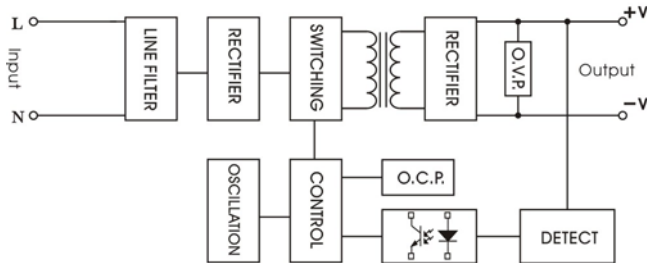 L
N
Input
LINE FILTER
RECTIFIER
SWITCHING
RECTIFIER
O.V.P.
+V
Output
-V
OSCILLATION
CONTROL
O.C.P.
DETECT